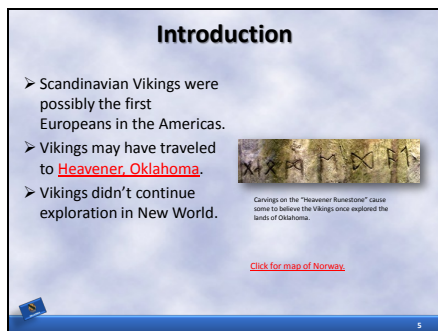 Introduction
➢ Scandinavian Vikings were
possibly the first
Europeans in the Americas.
➢ Vikings may have traveled
to Heavener, Oklahoma.
➢ Vikings didn’t continue
exploration in New World.
Carvings on the “Heavener Runestone” cause
some to believe the Vikings once explored the
lands of Oklahoma.
Click for map of Norway.
5